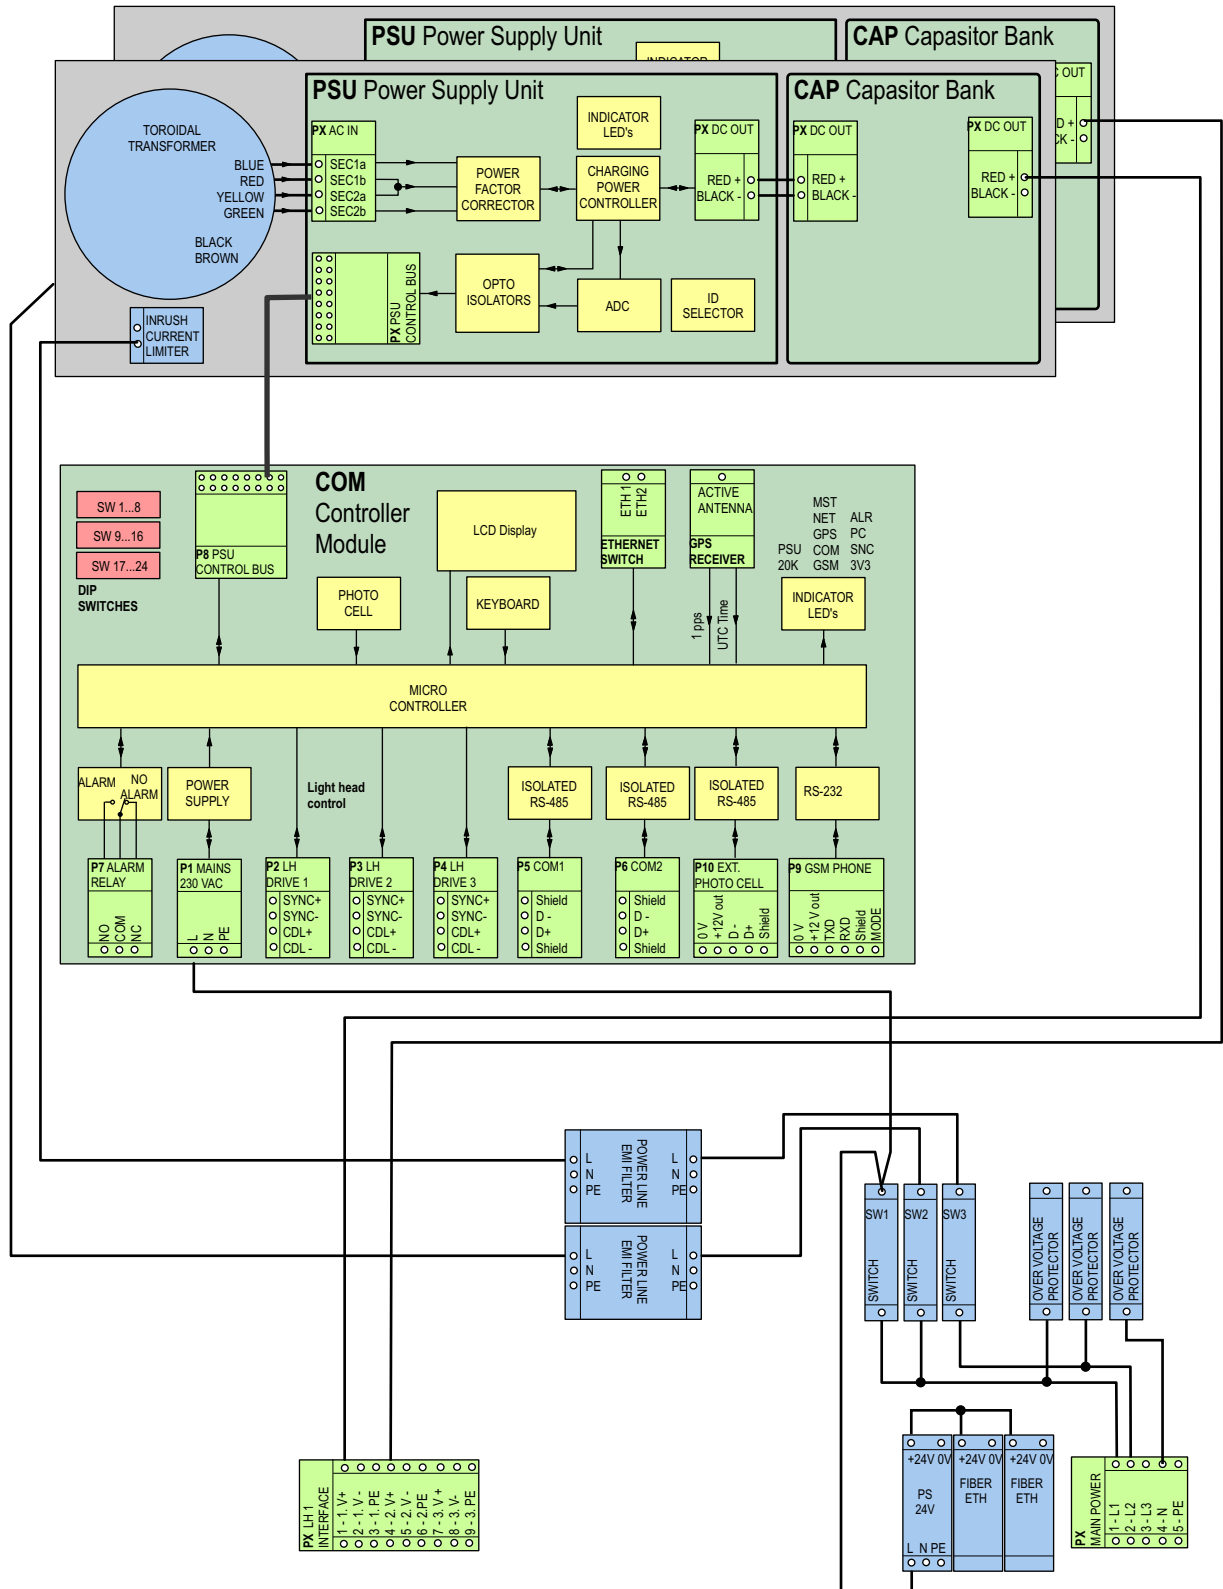 PSU Power Supply Unit
CAP Capasitor Bank
INDICATOR
C OUT
D +
CK -
PSU Power Supply Unit
CAP Capasitor Bank
TOROIDAL
TRANSFORMER
BLUE
RED
YELLOW
GREEN
BLACK
BROWN
INRUSH
CURRENT
LIMITER
PX AC IN
SEC1a
SEC1b
SEC2a
SEC2b
POWER
FACTOR
CORRECTOR
INDICATOR
LED's
CHARGING
POWER
CONTROLLER
PX DC OUT
RED +
BLACK -
PX DC OUT
RED +
BLACK -
PX DC OUT
RED +
BLACK -
PX PSU
CONTROL BUS
OPTO
ISOLATORS
ADC
ID
SELECTOR
COM
Controller
Module
SW 1...8
SW 9...16
SW 17...24
DIP
SWITCHES
P8 PSU
CONTROL BUS
LCD Display
PHOTO
CELL
KEYBOARD
ETH 1
ETH2
ETHERNET
SWITCH
ACTIVE
ANTENNA
GPS
RECEIVER
1 pps
UTC Time
MST
NET
GPS
COM
GSM
ALR
PC
SNC
3V3
PSU
20K
INDICATOR
LED's
MICRO
CONTROLLER
ALARM
NO
ALARM
POWER
SUPPLY
Light head
control
ISOLATED
RS-485
ISOLATED
RS-485
ISOLATED
RS-485
RS-232
P7 ALARM
RELAY
NO
COM
NC
P1 MAINS
230 VAC
L
N
PE
P2 LH
DRIVE 1
SYNC+
SYNC-
CDL+
CDL -
P3 LH
DRIVE 2
SYNC+
SYNC-
CDL+
CDL -
P4 LH
DRIVE 3
SYNC+
SYNC-
CDL+
CDL -
P5 COM1
Shield
D -
D+
Shield
P6 COM2
Shield
D -
D+
Shield
P10 EXT.
PHOTO CELL
0 V
+12V out
D -
D+
Shield
P9 GSM PHONE
0 V
+12 V out
TXD
RXD
Shield
MODE
L
N
PE
POWER LINE
EMI FILTER
L
N
PE
L
N
PE
POWER LINE
EMI FILTER
L
N
PE
SW1
SWITCH
SW2
SWITCH
SW3
SWITCH
OVER VOLTAGE
PROTECTOR
OVER VOLTAGE
PROTECTOR
OVER VOLTAGE
PROTECTOR
PX LH 1
INTERFACE
1 - 1. V+
2 - 1. V -
3 - 1. PE
4 - 2. V+
5 - 2. V -
6 - 2.PE
7 - 3. V +
8 - 3. V-
9 - 3. PE
+24V 0V
PS
24V
L N PE
+24V 0V
FIBER
ETH
+24V 0V
FIBER
ETH
PX
MAIN POWER
1 - L1
2 - L2
3 - L3
4 - N
5 - PE